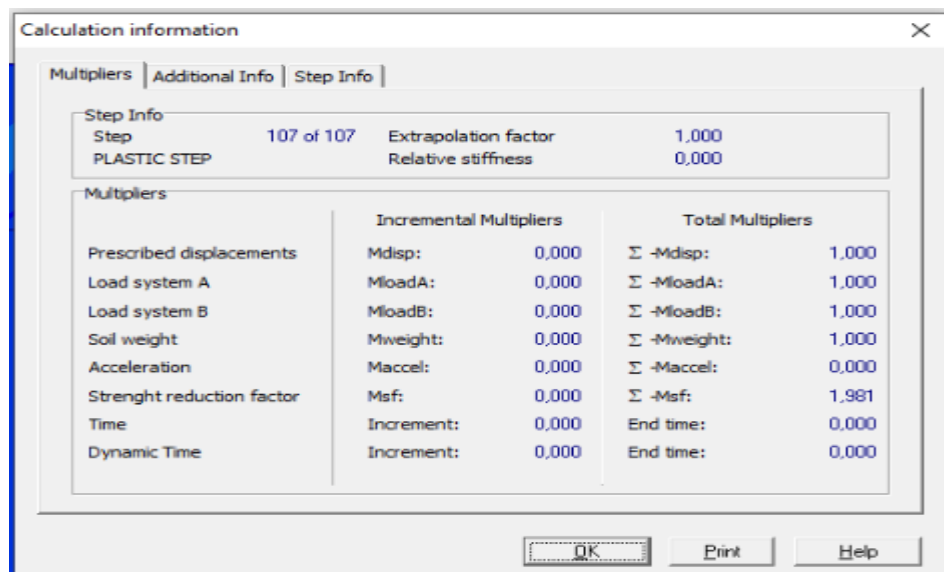 Calculation information
Multipliers Additional Info Step Info
Step Info
Step 107 of 107 Extrapolation factor 1,000
PLASTIC STEP Relative stiffness 0,000
Multipliers
Incremental Multipliers Total Multipliers
Prescribed displacements Mdisp: 0,000 Σ -Mdisp: 1,000
Load system A MloadA: 0,000 Σ -MloadA: 1,000
Load system B MloadB: 0,000 Σ -MloadB: 1,000
Soil weight Mweight: 0,000 Σ -Mweight: 1,000
Acceleration Maccel: 0,000 Σ -Maccel: 0,000
Strenght reduction factor Msf: 0,000 Σ -Msf: 1,981
Time Increment: 0,000 End time: 0,000
Dynamic Time Increment: 0,000 End time: 0,000
OK Print Help